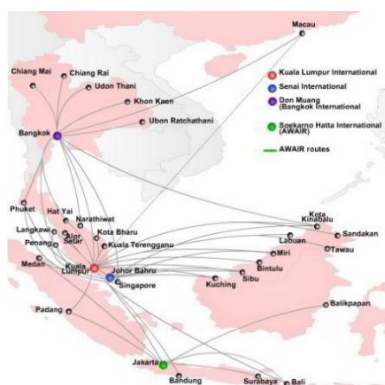 Macau
Chiang Mai
Chiang Rai
Udon Thani
Khon Kaen
Ubon Ratchathani
Bangkok
Kuala Lumpur International
Senai International
Don Muang
(Bangkok International)
Soekarno Hatta International
(AWAIR)
AWAIR routes
Phuket
Hat Yai
Narathiwat
Langkawi
Alor
Setar
Kota Bharu
Penang
Kuala Terengganu
Medan
Kuala
Lumpur
Johor Bahru
Singapore
Kota
Kinabalu
Sandakan
Labuan
Tawau
Miri
Bintulu
Sibu
Kuching
Balikpapan
Padang
Jakarta
Bandung
Surabaya
Bali